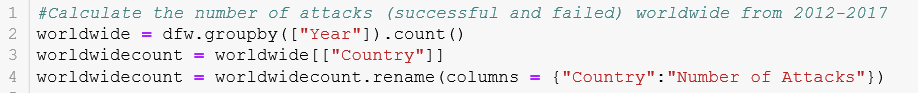 1 #Calculate the number of attacks (successful and failed) worldwide from 2012-2017
2 worldwide = dfw.groupby(["Year"]).count()
3 worldwidecount = worldwide[["Country"]]
4 worldwidecount = worldwidecount.rename(columns = {"Country":"Number of Attacks"})